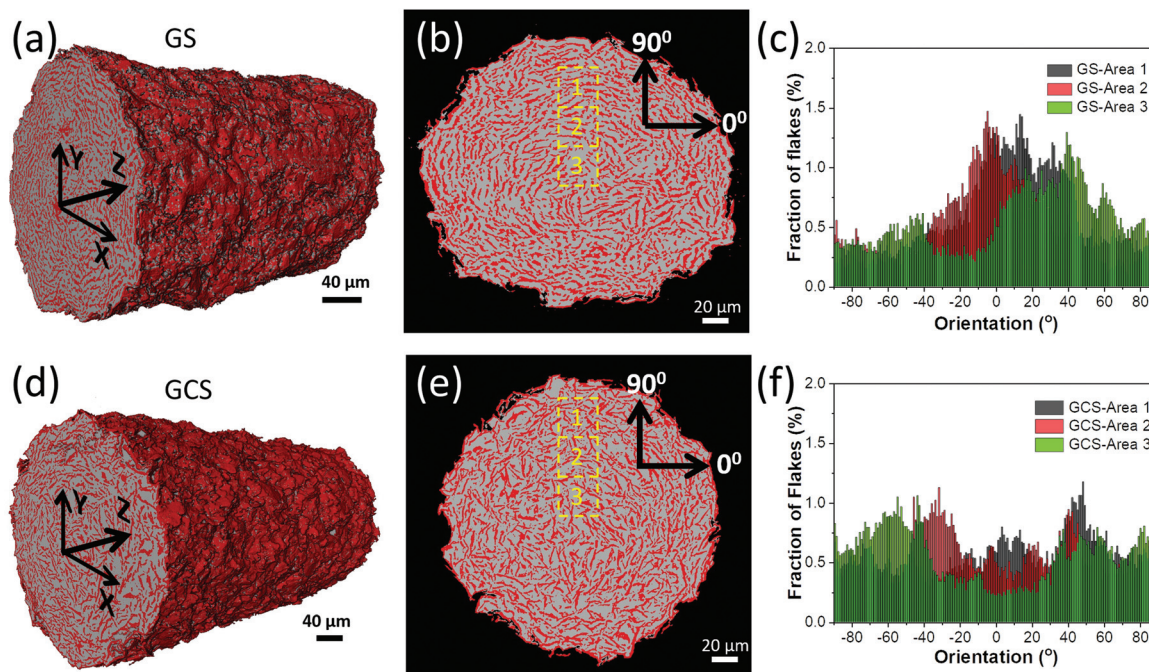 (a)
GS
Y
Z
X
40 μm
(b)
90⁰
0⁰
1
2
3
20 μm
(c)
2.0
1.5
1.0
0.5
0.0
Fraction of flakes (%)
GS-Area 1
GS-Area 2
GS-Area 3
-80 -60 -40 -20 0 20 40 60 80
Orientation (°)
(d)
GCS
Y
Z
X
40 μm
(e)
90⁰
0⁰
1
2
3
20 μm
(f)
2.0
1.5
1.0
0.5
0.0
Fraction of Flakes (%)
GCS-Area 1
GCS-Area 2
GCS-Area 3
-80 -60 -40 -20 0 20 40 60 80
Orientation (°)